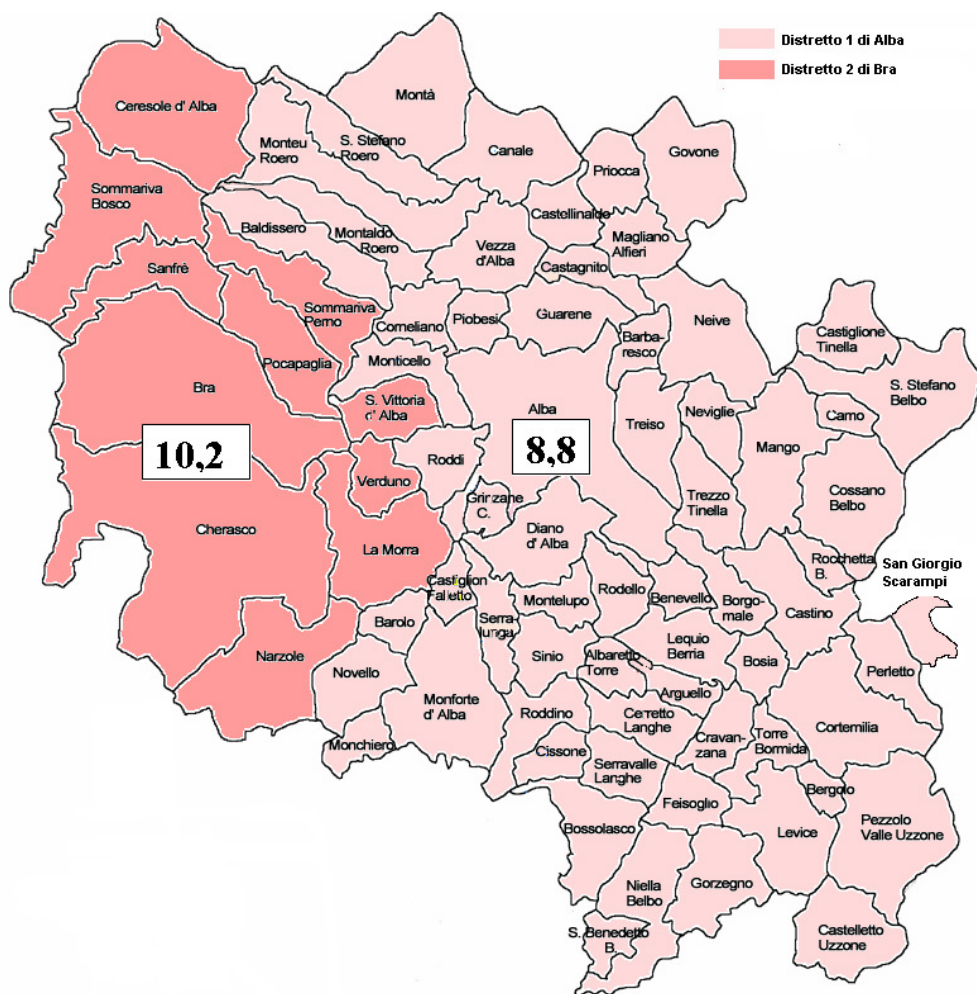 Distretto 1 di Alba
Distretto 2 di Bra
Ceresole d' Alba
Montà
Monteu
Roero
S. Stefano
Roero
Canale
Priocca
Govone
Sommariva
Bosco
Baldissero
Montaldo
Roero
Castellinaldo
Vezza
d'Alba
Magliano
Alfieri
Castagnito
Sanfrè
Sommariva
Perno
Corneliano
Piobesi
Guarene
Barba-
resco
Neive
Castiglione
Tinella
Pocapaglia
Monticello
Bra
S. Vittoria
d' Alba
Alba
Treiso
Neviglie
Mango
Camo
S. Stefano
Belbo
10,2
8,8
Roddi
Verduno
Grinzane
C.
Trezzo
Tinella
Cossano
Belbo
Cherasco
La Morra
Diano
d' Alba
Rocchetta
B.
San Giorgio
Scarampi
Castiglion
Falletto
Serra-
lunga
Montelupo
Rodello
Benevello
Borgo-
male
Castino
Barolo
Sinio
Albaretto
Torre
Lequio
Berria
Bosia
Perletto
Narzole
Novello
Monforte
d' Alba
Roddino
Arguello
Cerretto
Langhe
Cravan-
zana
Torre
Bormida
Cortemilia
Monchiero
Cissone
Serravalle
Langhe
Feisoglio
Bergolo
Levice
Pezzolo
Valle Uzzone
Bossolasco
Niella
Belbo
Gorzegno
S. Benedetto
B.
Castelletto
Uzzone